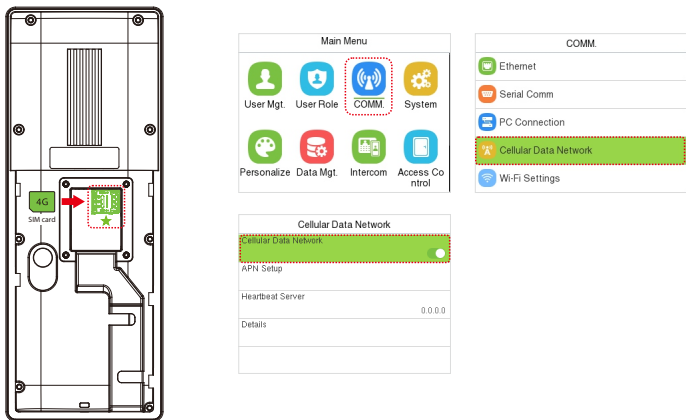 4G
SIM card
Main Menu
User Mgt.
User Role
COMM.
System
Personalize
Data Mgt.
Intercom
Access Co
ntrol
COMM.
Ethernet
Serial Comm
PC Connection
Cellular Data Network
Wi-Fi Settings
Cellular Data Network
Cellular Data Network
APN Setup
Heartbeat Server
0.0.0.0
Details